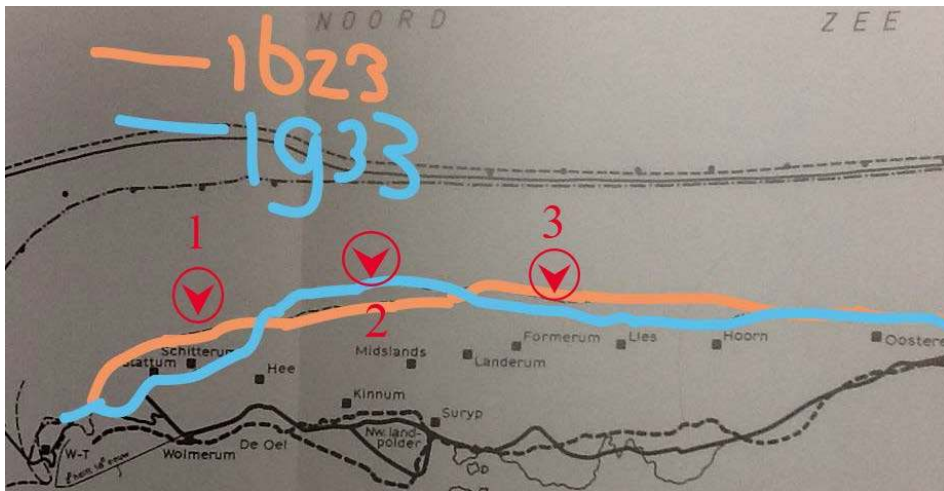 NOORD ZEE
1623
1933
1
2
3
Schitterum
Stattum
Hee
Midslands
Landerum
Formerum
Lies
Hoorn
Oostere
Kinnum
Suryp
W-T
Wolmerum
De Oel
Nw. land-
polder